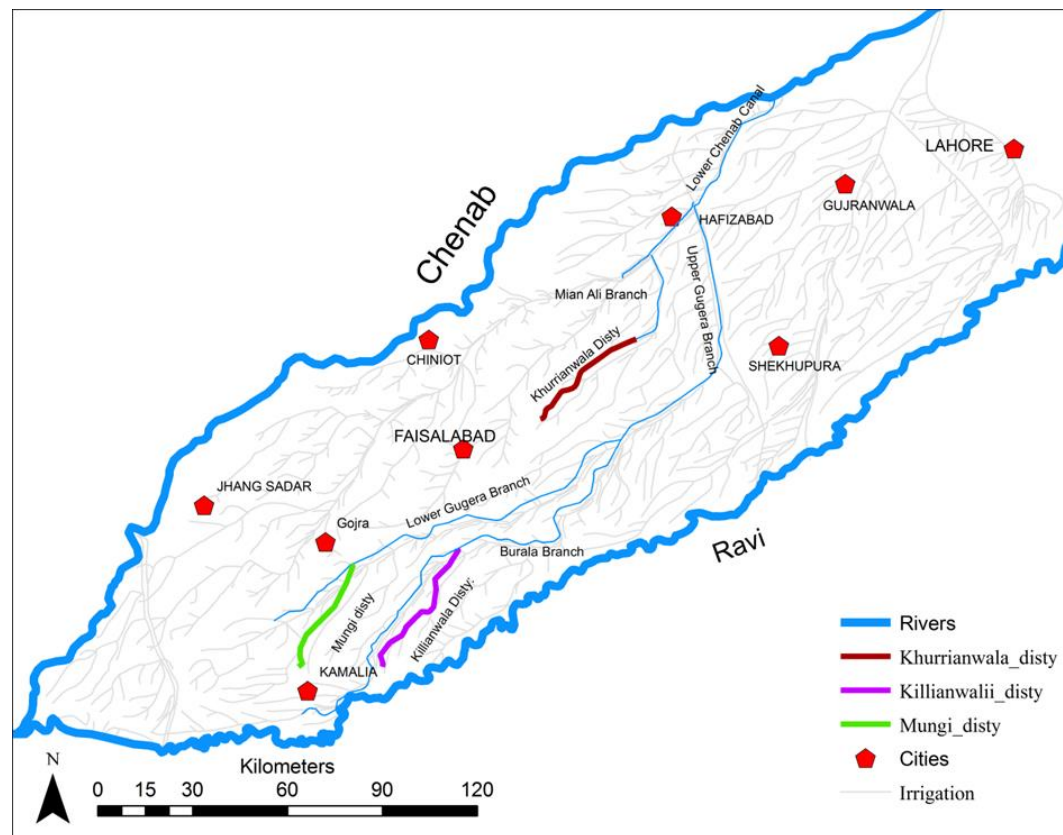 LAHORE
Lower Chenab Canal
GUJRANWALA
Chenab
HAFIZABAD
Upper Gugera Branch
Mian Ali Branch
CHINIOT
Khurrianwala Disty
SHEKHUPURA
FAISALABAD
JHANG SADAR
Lower Gugera Branch
Gojra
Ravi
Burala Branch
Mungi disty
Killianwala Disty:
KAMALIA
Rivers
Khurrianwala_disty
Killianwalii_disty
Mungi_disty
Cities
Irrigation
N
Kilometers
0 15 30 60 90 120